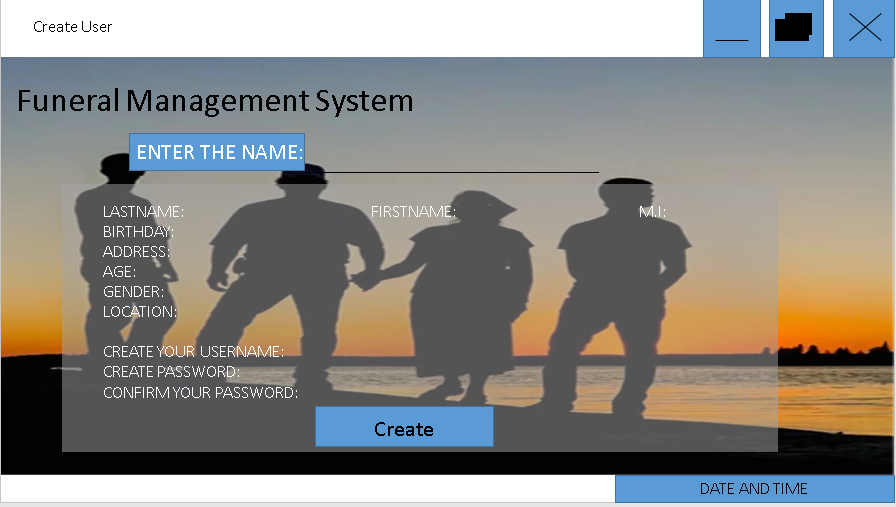 Create User
Funeral Management System
ENTER THE NAME:
LASTNAME: FIRSTNAME: M.I:
BIRTHDAY:
ADDRESS:
AGE:
GENDER:
LOCATION:
CREATE YOUR USERNAME:
CREATE PASSWORD:
CONFIRM YOUR PASSWORD:
Create
DATE AND TIME